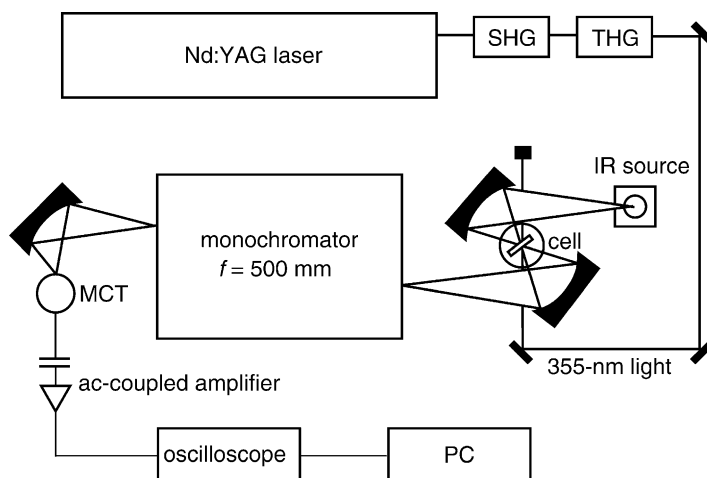 Nd:YAG laser
SHG
THG
IR source
cell
monochromator
f = 500 mm
MCT
355-nm light
ac-coupled amplifier
oscilloscope
PC